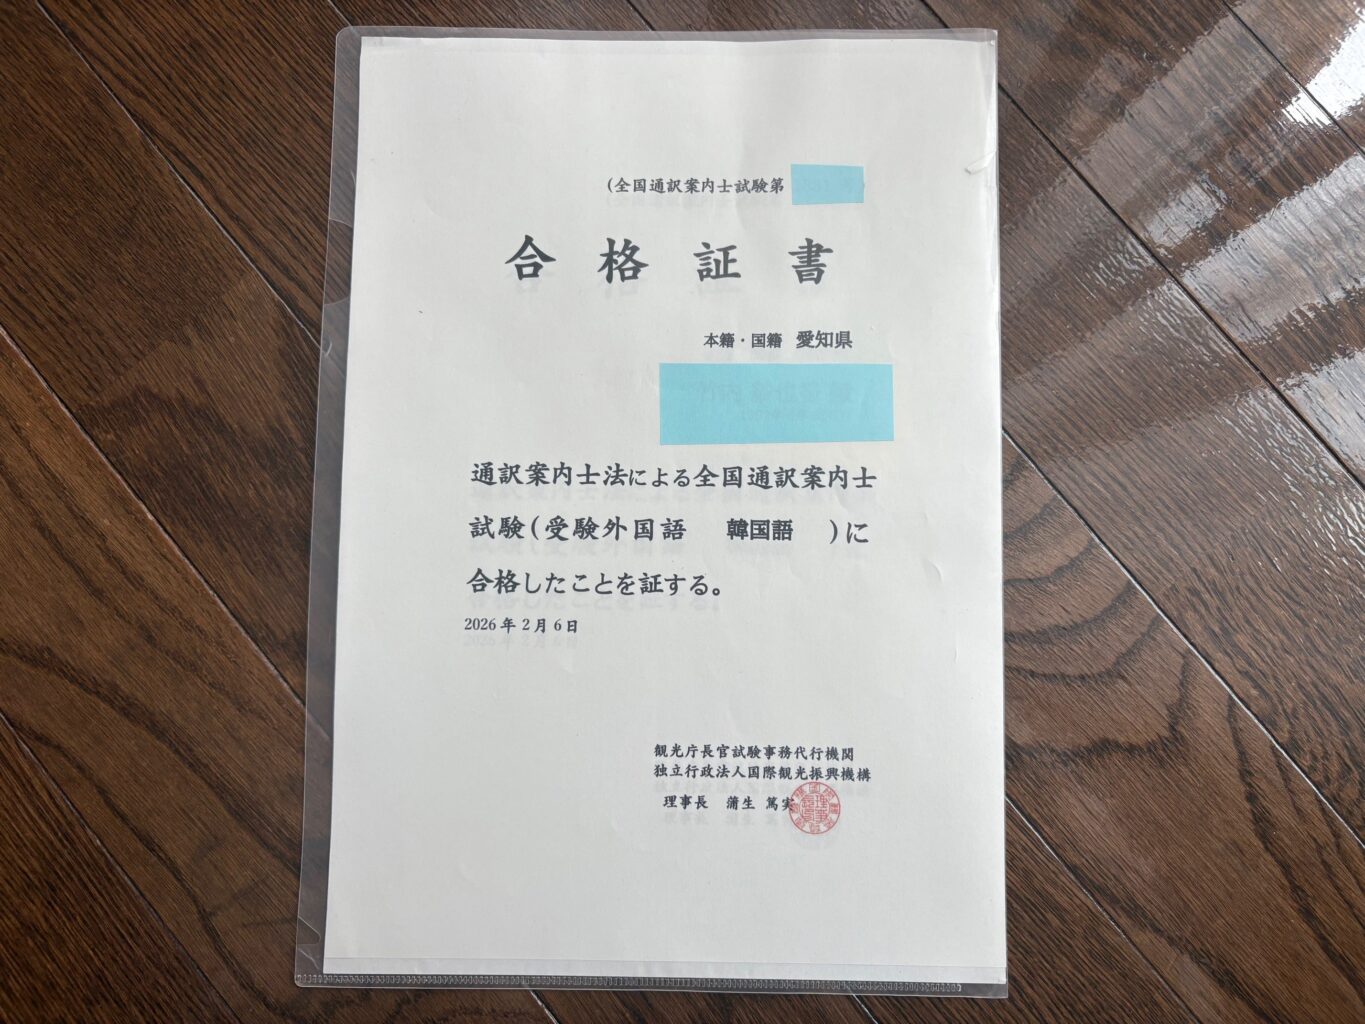 (全国通訳案内士試験第
合格証書
本籍・国籍 愛知県
通訳案内士法による全国通訳案内士
試験(受験外国語 韓国語 )に
合格したことを証する。
2026年2月6日
観光庁長官試験事務代行機関
独立行政法人国際観光振興機構
理事長 蒲生 篤実